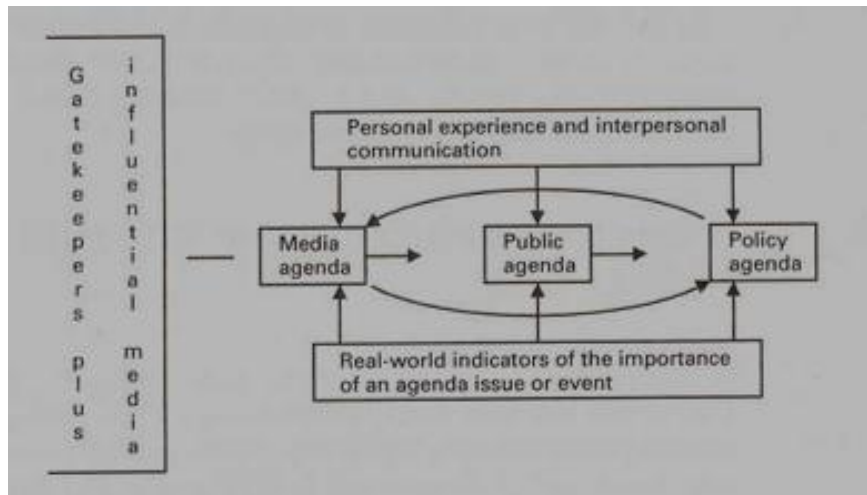 Gatekeepers plus
influential media
Personal experience and interpersonal
communication
Media
agenda
Public
agenda
Policy
agenda
Real-world indicators of the importance
of an agenda issue or event